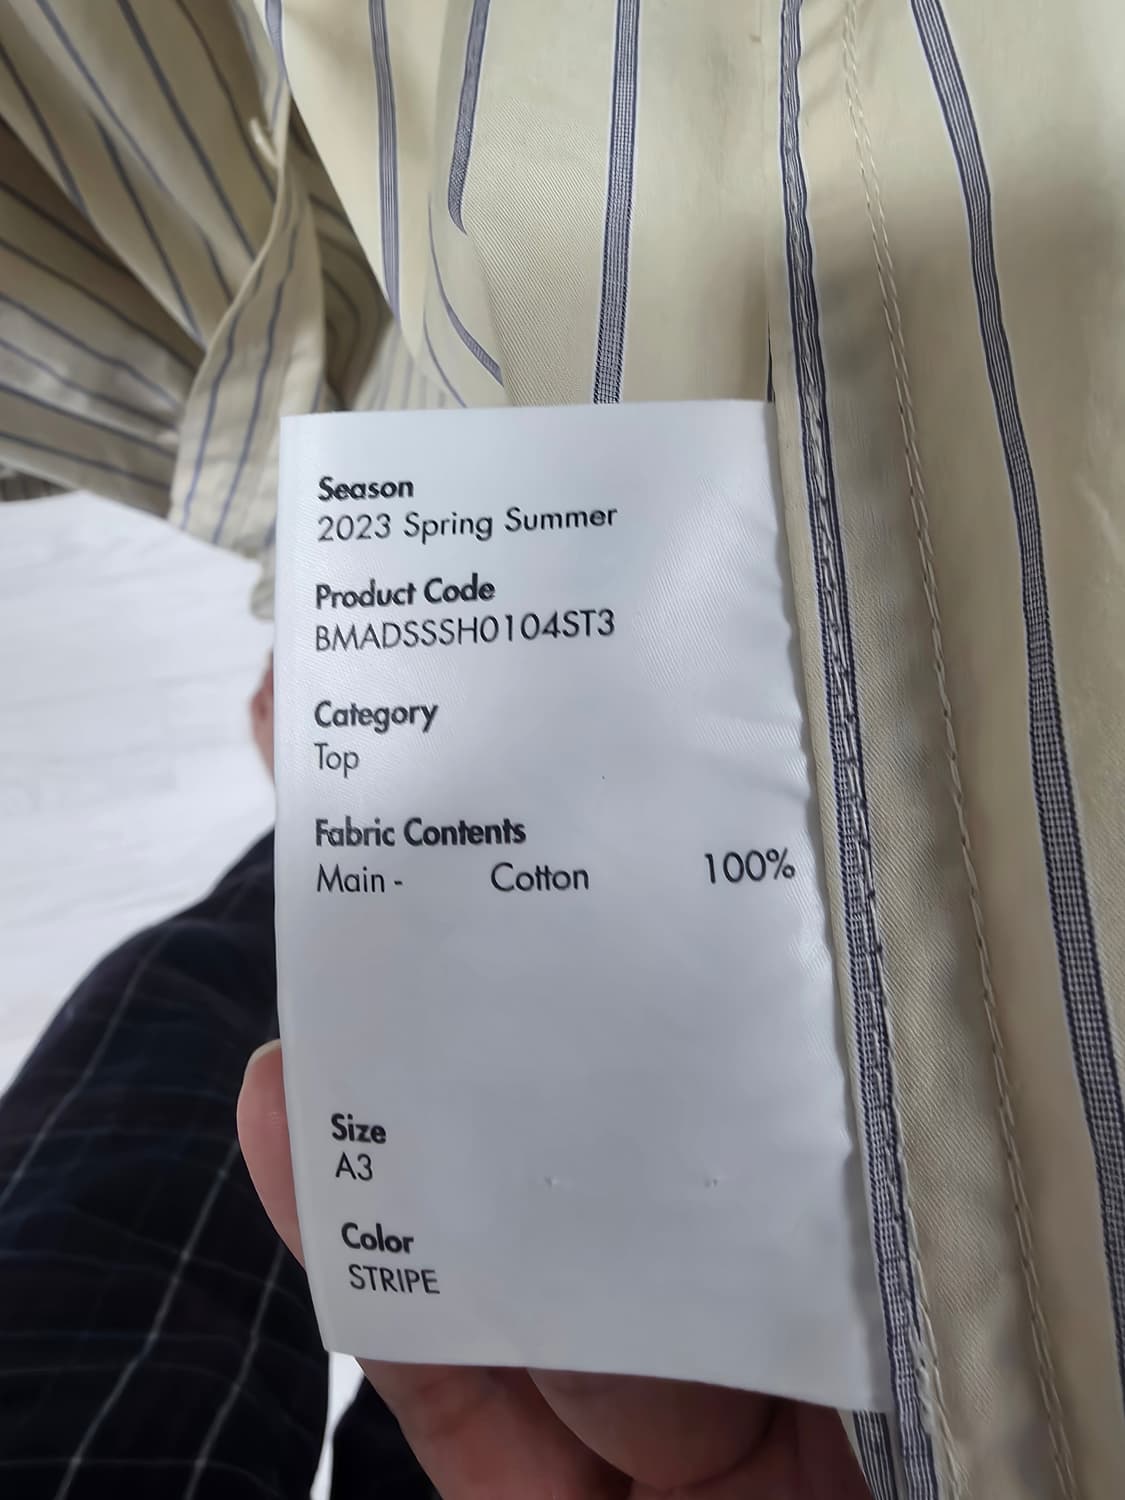 Season
2023 Spring Summer
Product Code
BMADSSSH0104ST3
Category
Top
Fabric Contents
Main - Cotton 100%
Size
A3
Color
STRIPE